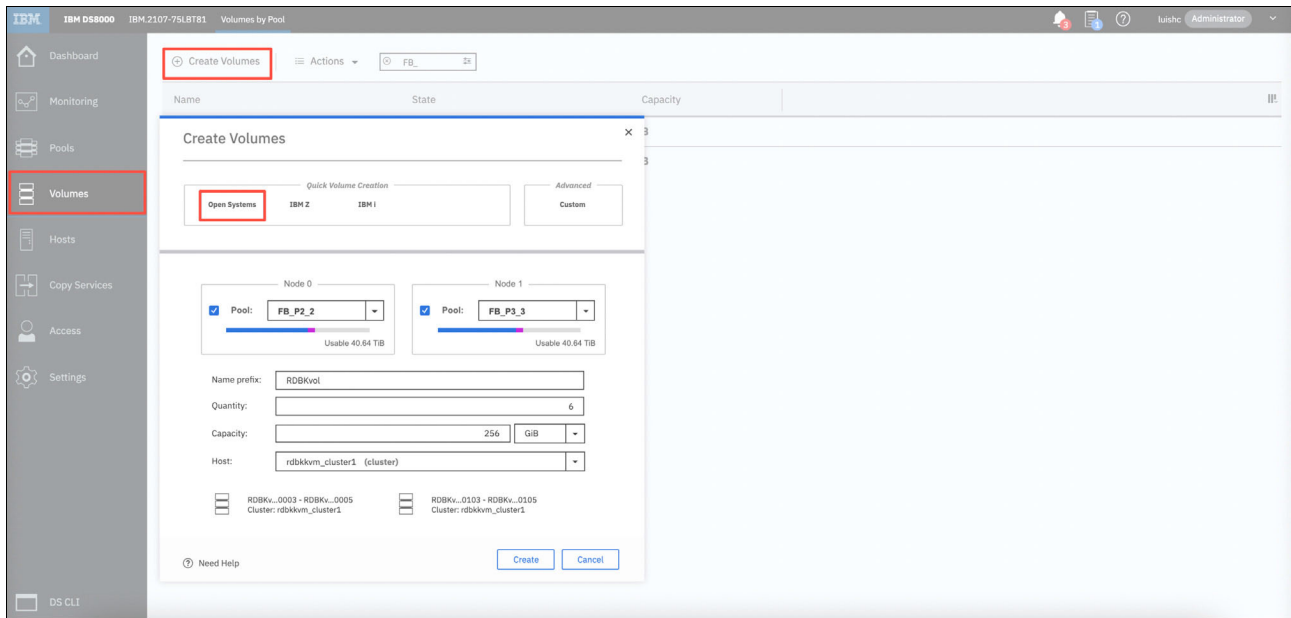 IBM IBM DS8000 IBM.2107-75L8T81 Volumes by Pool 3 1 luishc Administrator
Dashboard
Monitoring
Pools
Volumes
Hosts
Copy Services
Access
Settings
DS CLI
Create Volumes Actions FB_
Name State Capacity
B
B
Create Volumes
Quick Volume Creation Advanced
Open Systems IBM Z IBM i Custom
Node 0 Node 1
Pool: FB_P2_2 Pool: FB_P3_3
Usable 40.64 TiB Usable 40.64 TiB
Name prefix: RDBKvol
Quantity: 6
Capacity: 256 GiB
Host: rdbkkvm_cluster1 (cluster)
RDBKv...0003 - RDBKv...0005 RDBKv...0103 - RDBKv...0105
Cluster: rdbkkvm_cluster1 Cluster: rdbkkvm_cluster1
Need Help Create Cancel